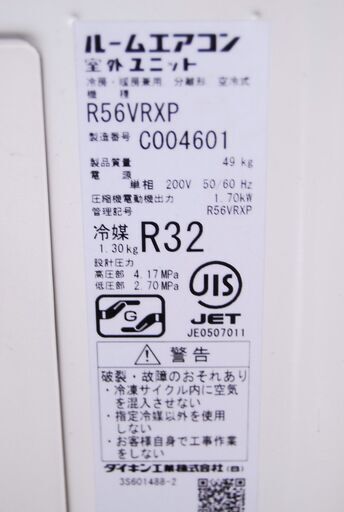 ルームエアコン
室外ユニット
冷房・暖房兼用 分離形 空冷式
機 種
R56VRXP
製造番号 C004601
製品質量 49 kg
電 源
単相 200V 50/60 Hz
圧縮機電動機出力 1.70kW
管理記号 R56VRXP
冷媒 R32
1.30kg
設計圧力
高圧部 4.17 MPa
低圧部 2.70 MPa
G
JIS
JET
JE0507011
警告
破裂・故障のおそれあり
・冷凍サイクル内に空気
を混入させない
・指定冷媒以外を使用
しない
・お客様自身で工事作業
をしない
ダイキン工業株式会社(8)
3S601488-2